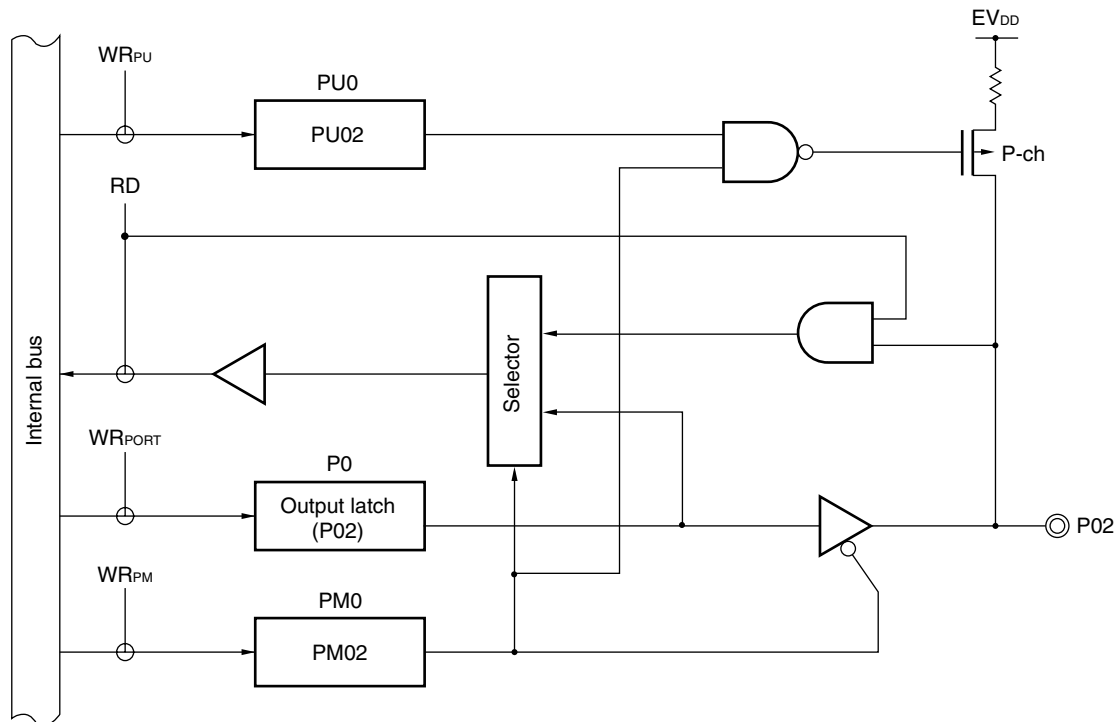 EVDD
WRPU
PU0
PU02
P-ch
RD
Selector
Internal bus
WRPORT
P0
Output latch
(P02)
P02
WRPM
PM0
PM02